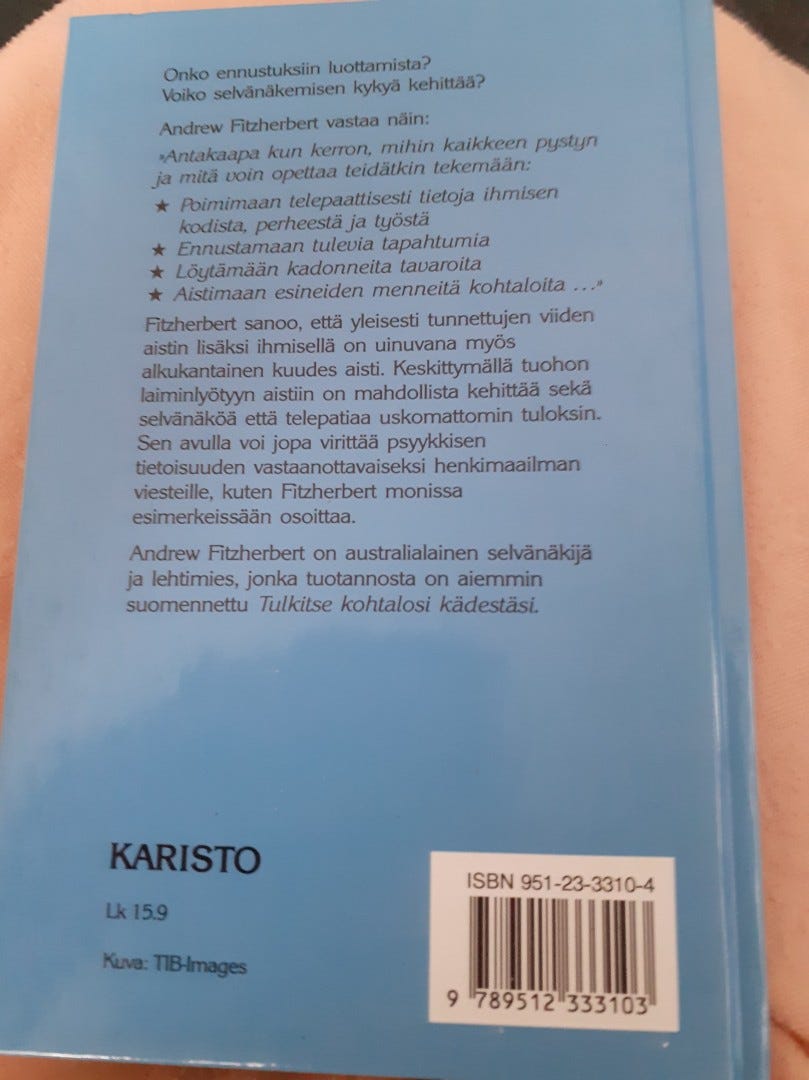 Onko ennustuksiin luottamista?
Voiko selvänäkemisen kykyä kehittää?
Andrew Fitzherbert vastaa näin:
»Antakaapa kun kerron, mihin kaikkeen pystyn
ja mitä voin opettaa teidätkin tekemään:
★ Poimimaan telepaattisesti tietoja ihmisen
kodista, perheestä ja työstä
★ Ennustamaan tulevia tapahtumia
★ Löytämään kadonneita tavaroita
★ Aistimaan esineiden menneitä kohtaloita ...»
Fitzherbert sanoo, että yleisesti tunnettujen viiden
aistin lisäksi ihmisellä on uinuvana myös
alkukantainen kuudes aisti. Keskittymällä tuohon
laiminlyötyyn aistiin on mahdollista kehittää sekä
selvänäköä että telepatiaa uskomattomin tuloksin.
Sen avulla voi jopa virittää psyykkisen
tietoisuuden vastaanottavaiseksi henkimaailman
viesteille, kuten Fitzherbert monissa
esimerkeissään osoittaa.
Andrew Fitzherbert on australialainen selvänäkijä
ja lehtimies, jonka tuotannosta on aiemmin
suomennettu Tulkitse kohtalosi kädestäsi.
KARISTO
Lk 15.9
Kuva: TIB-Images
ISBN 951-23-3310-4
9 789512 333103